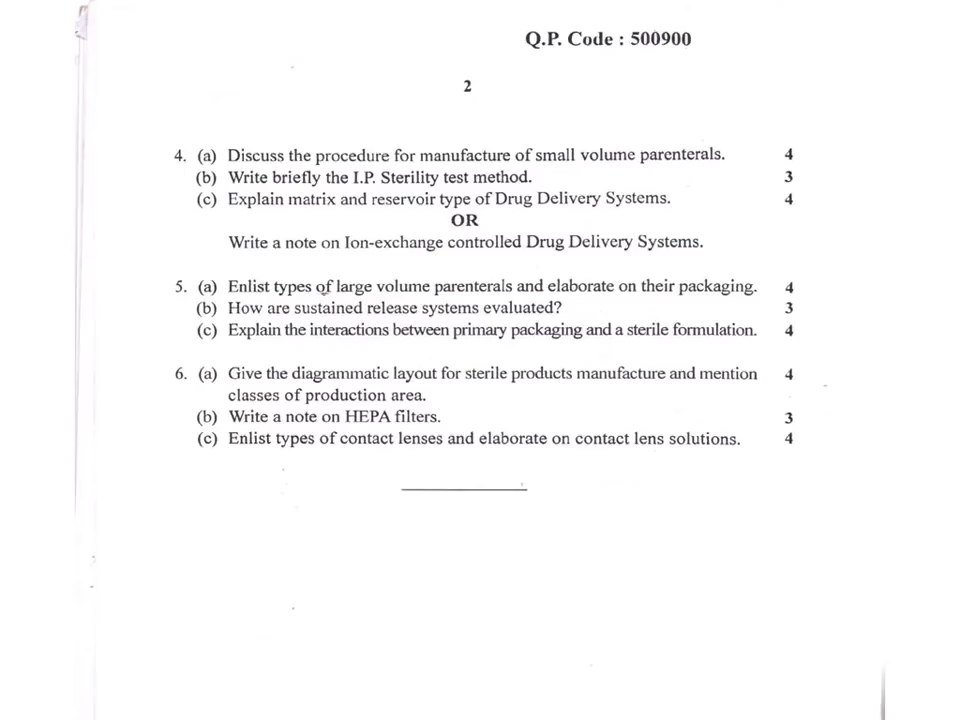 Q.P. Code : 500900
2
4. (a) Discuss the procedure for manufacture of small volume parenterals. 4
(b) Write briefly the I.P. Sterility test method. 3
(c) Explain matrix and reservoir type of Drug Delivery Systems. 4
OR
Write a note on Ion-exchange controlled Drug Delivery Systems.
5. (a) Enlist types of large volume parenterals and elaborate on their packaging. 4
(b) How are sustained release systems evaluated? 3
(c) Explain the interactions between primary packaging and a sterile formulation. 4
6. (a) Give the diagrammatic layout for sterile products manufacture and mention 4
classes of production area.
(b) Write a note on HEPA filters. 3
(c) Enlist types of contact lenses and elaborate on contact lens solutions. 4